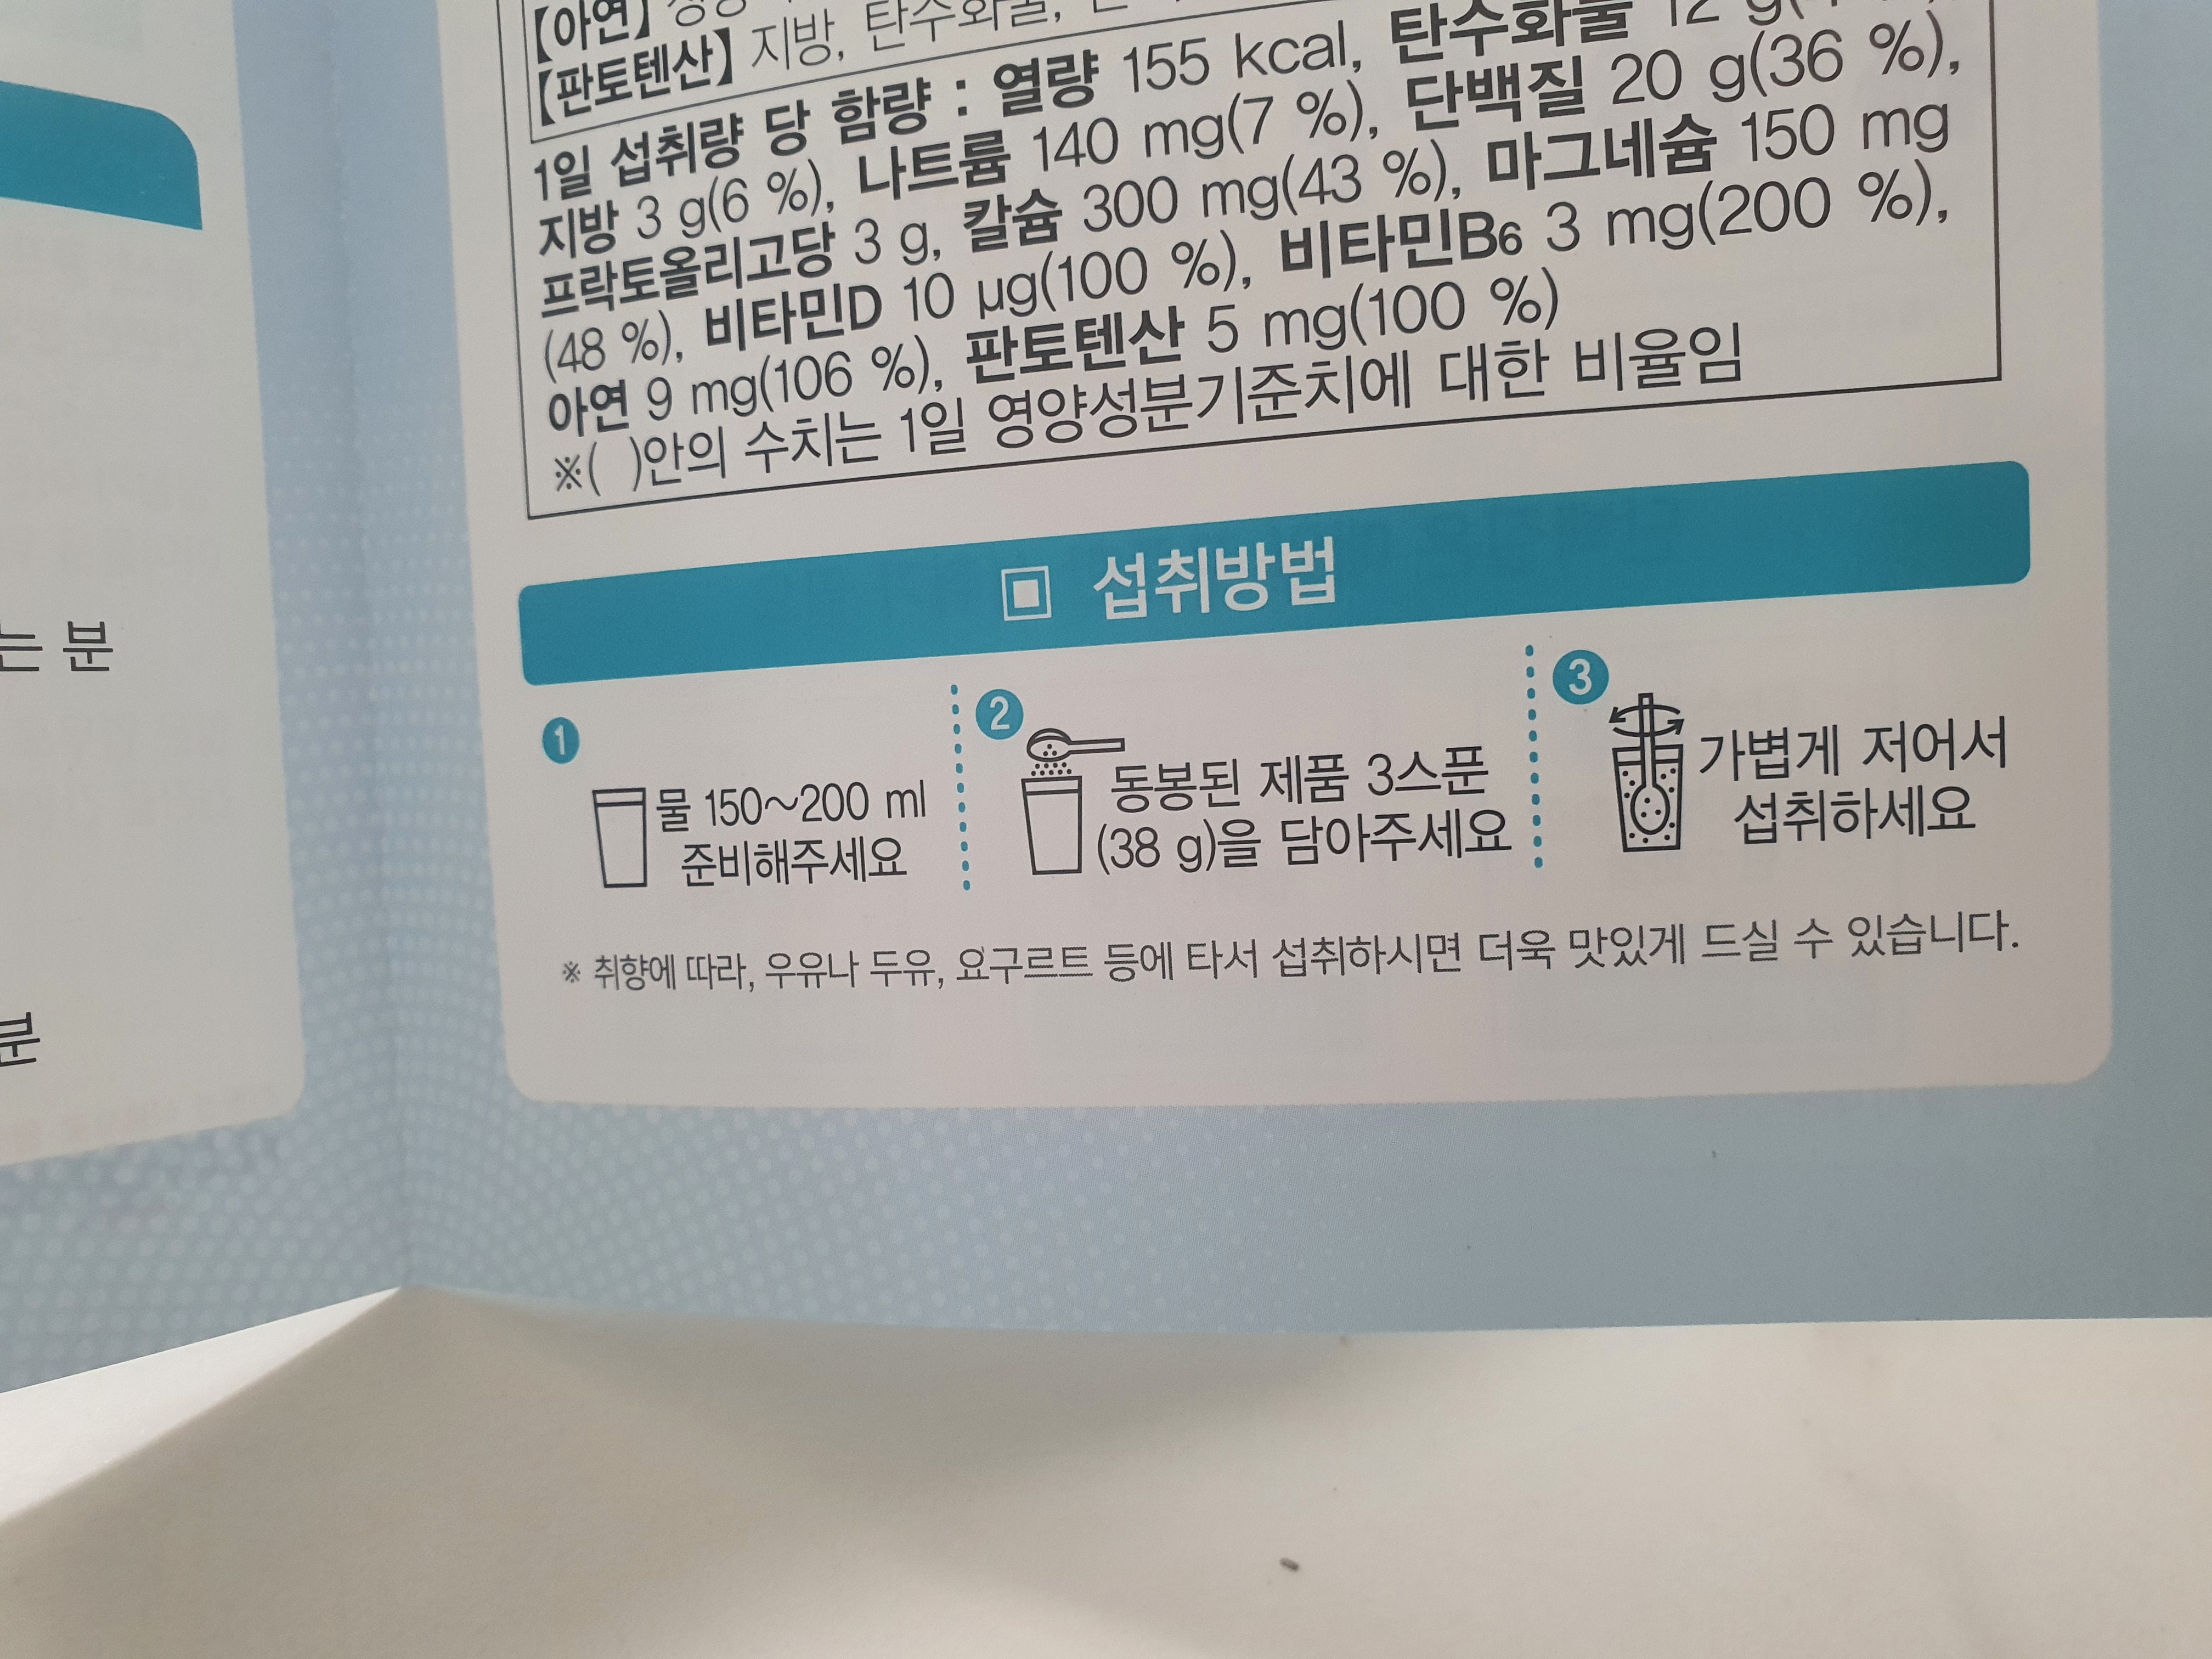 【아연】
【판토텐산】 지방, 탄수화물,
1일 섭취량 당 함량 : 열량 155 kcal, 탄수화물 12 g(
지방 3 g(6 %), 나트륨 140 mg(7 %), 단백질 20 g(36 %),
프락토올리고당 3 g, 칼슘 300 mg(43 %), 마그네슘 150 mg
(48 %), 비타민D 10 µg(100 %), 비타민B6 3 mg(200 %),
아연 9 mg(106 %), 판토텐산 5 mg(100 %)
※( )안의 수치는 1일 영양성분기준치에 대한 비율임
▣ 섭취방법
1
물 150～200 ml
준비해주세요
2
동봉된 제품 3스푼
(38 g)을 담아주세요
3
가볍게 저어서
섭취하세요
※ 취향에 따라, 우유나 두유, 요구르트 등에 타서 섭취하시면 더욱 맛있게 드실 수 있습니다.
는 분
분